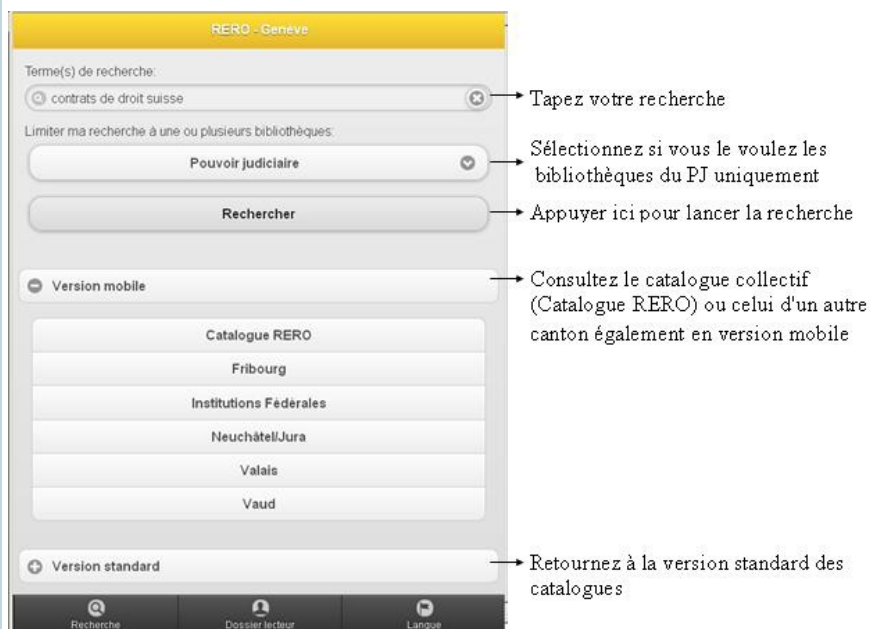 RERO - Genève
Terme(s) de recherche:
contrats de droit suisse
Tapez votre recherche
Limiter ma recherche à une ou plusieurs bibliothèques:
Pouvoir judiciaire
Sélectionnez si vous le voulez les
bibliothèques du PJ uniquement
Rechercher
Appuyer ici pour lancer la recherche
Version mobile
Consultez le catalogue collectif
(Catalogue RERO) ou celui d'un autre
canton également en version mobile
Catalogue RERO
Fribourg
Institutions Fédérales
Neuchâtel/Jura
Valais
Vaud
Version standard
Retournez à la version standard des
catalogues
Recherche
Dossier lecteur
Langue